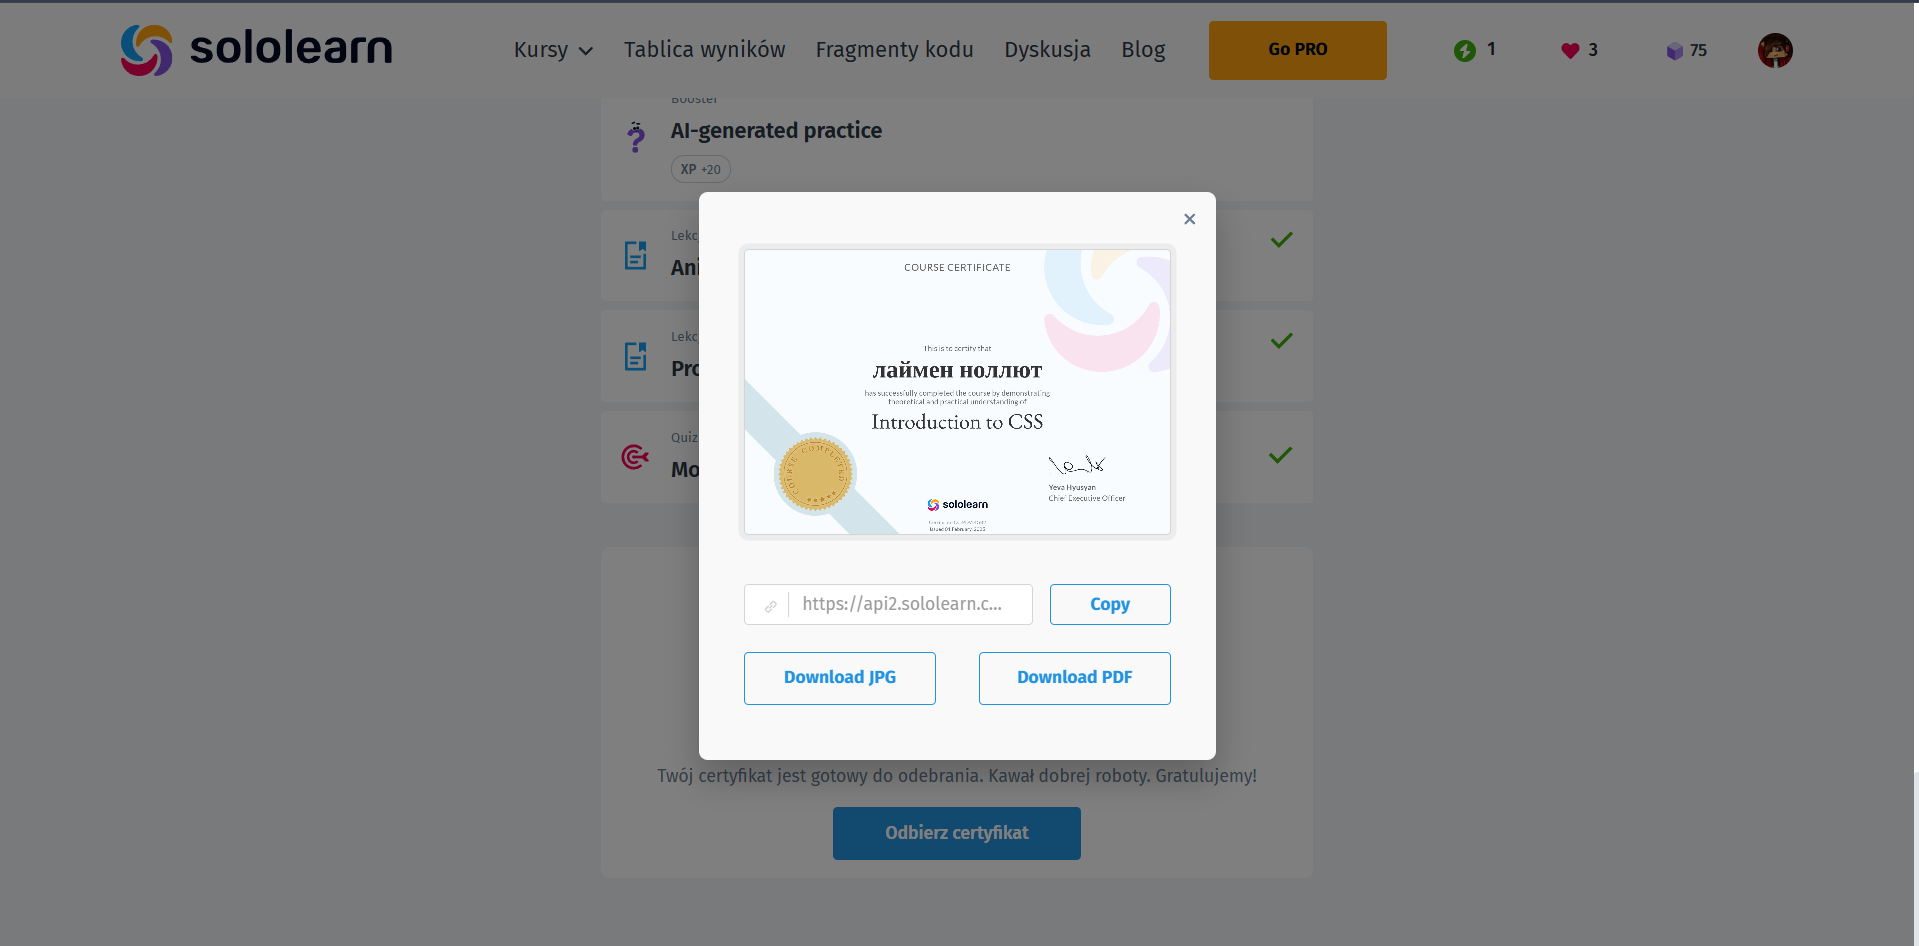 sololearn
Kursy
Tablica wyników
Fragmenty kodu
Dyskusja
Blog
Go PRO
1
3
75
Booster
AI-generated practice
XP +20
Lekc
Ani
Lekc
Pro
Quiz
Mo
COURSE CERTIFICATE
This is to certify that
лаймен ноллют
has successfully completed the course by demonstrating
theoretical and practical understanding of
Introduction to CSS
COURSE COMPLETED
Yeva Hyusyan
Chief Executive Officer
sololearn
Issued 01 February, 2025
https://api2.sololearn.c...
Copy
Download JPG
Download PDF
Twój certyfikat jest gotowy do odebrania. Kawał dobrej roboty. Gratulujemy!
Odbierz certyfikat